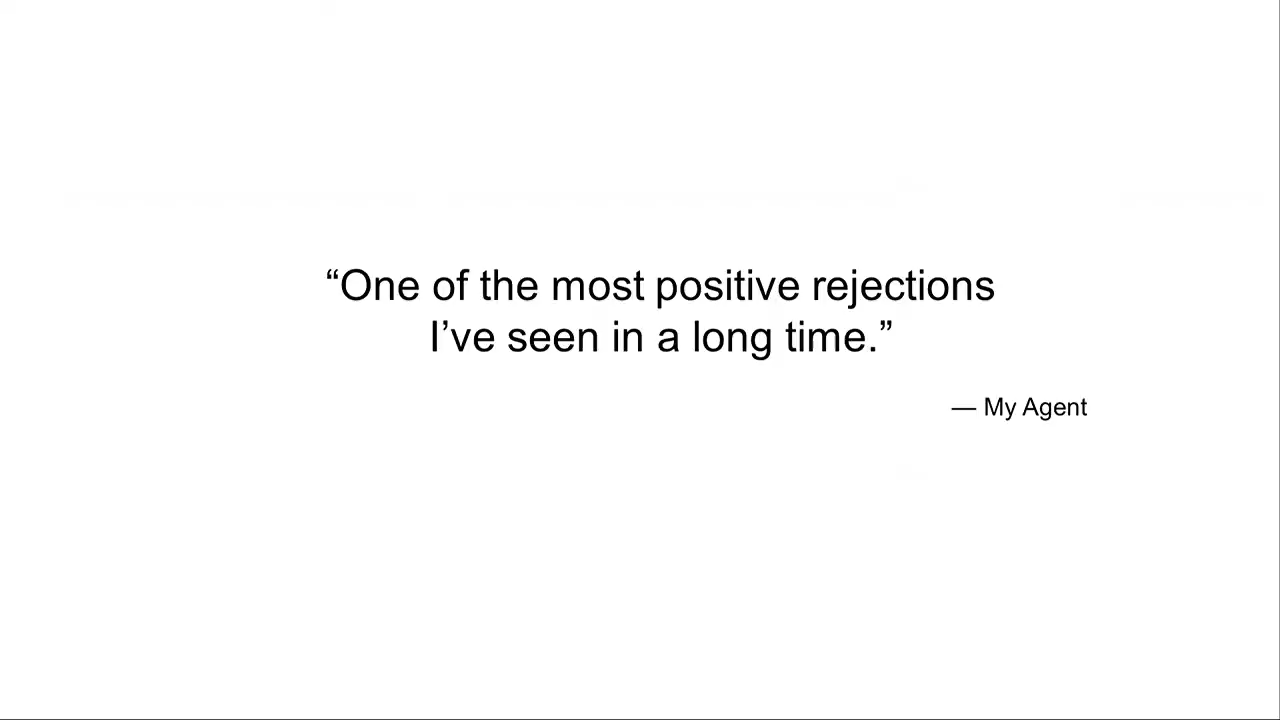 “One of the most positive rejections
I’ve seen in a long time.”
— My Agent